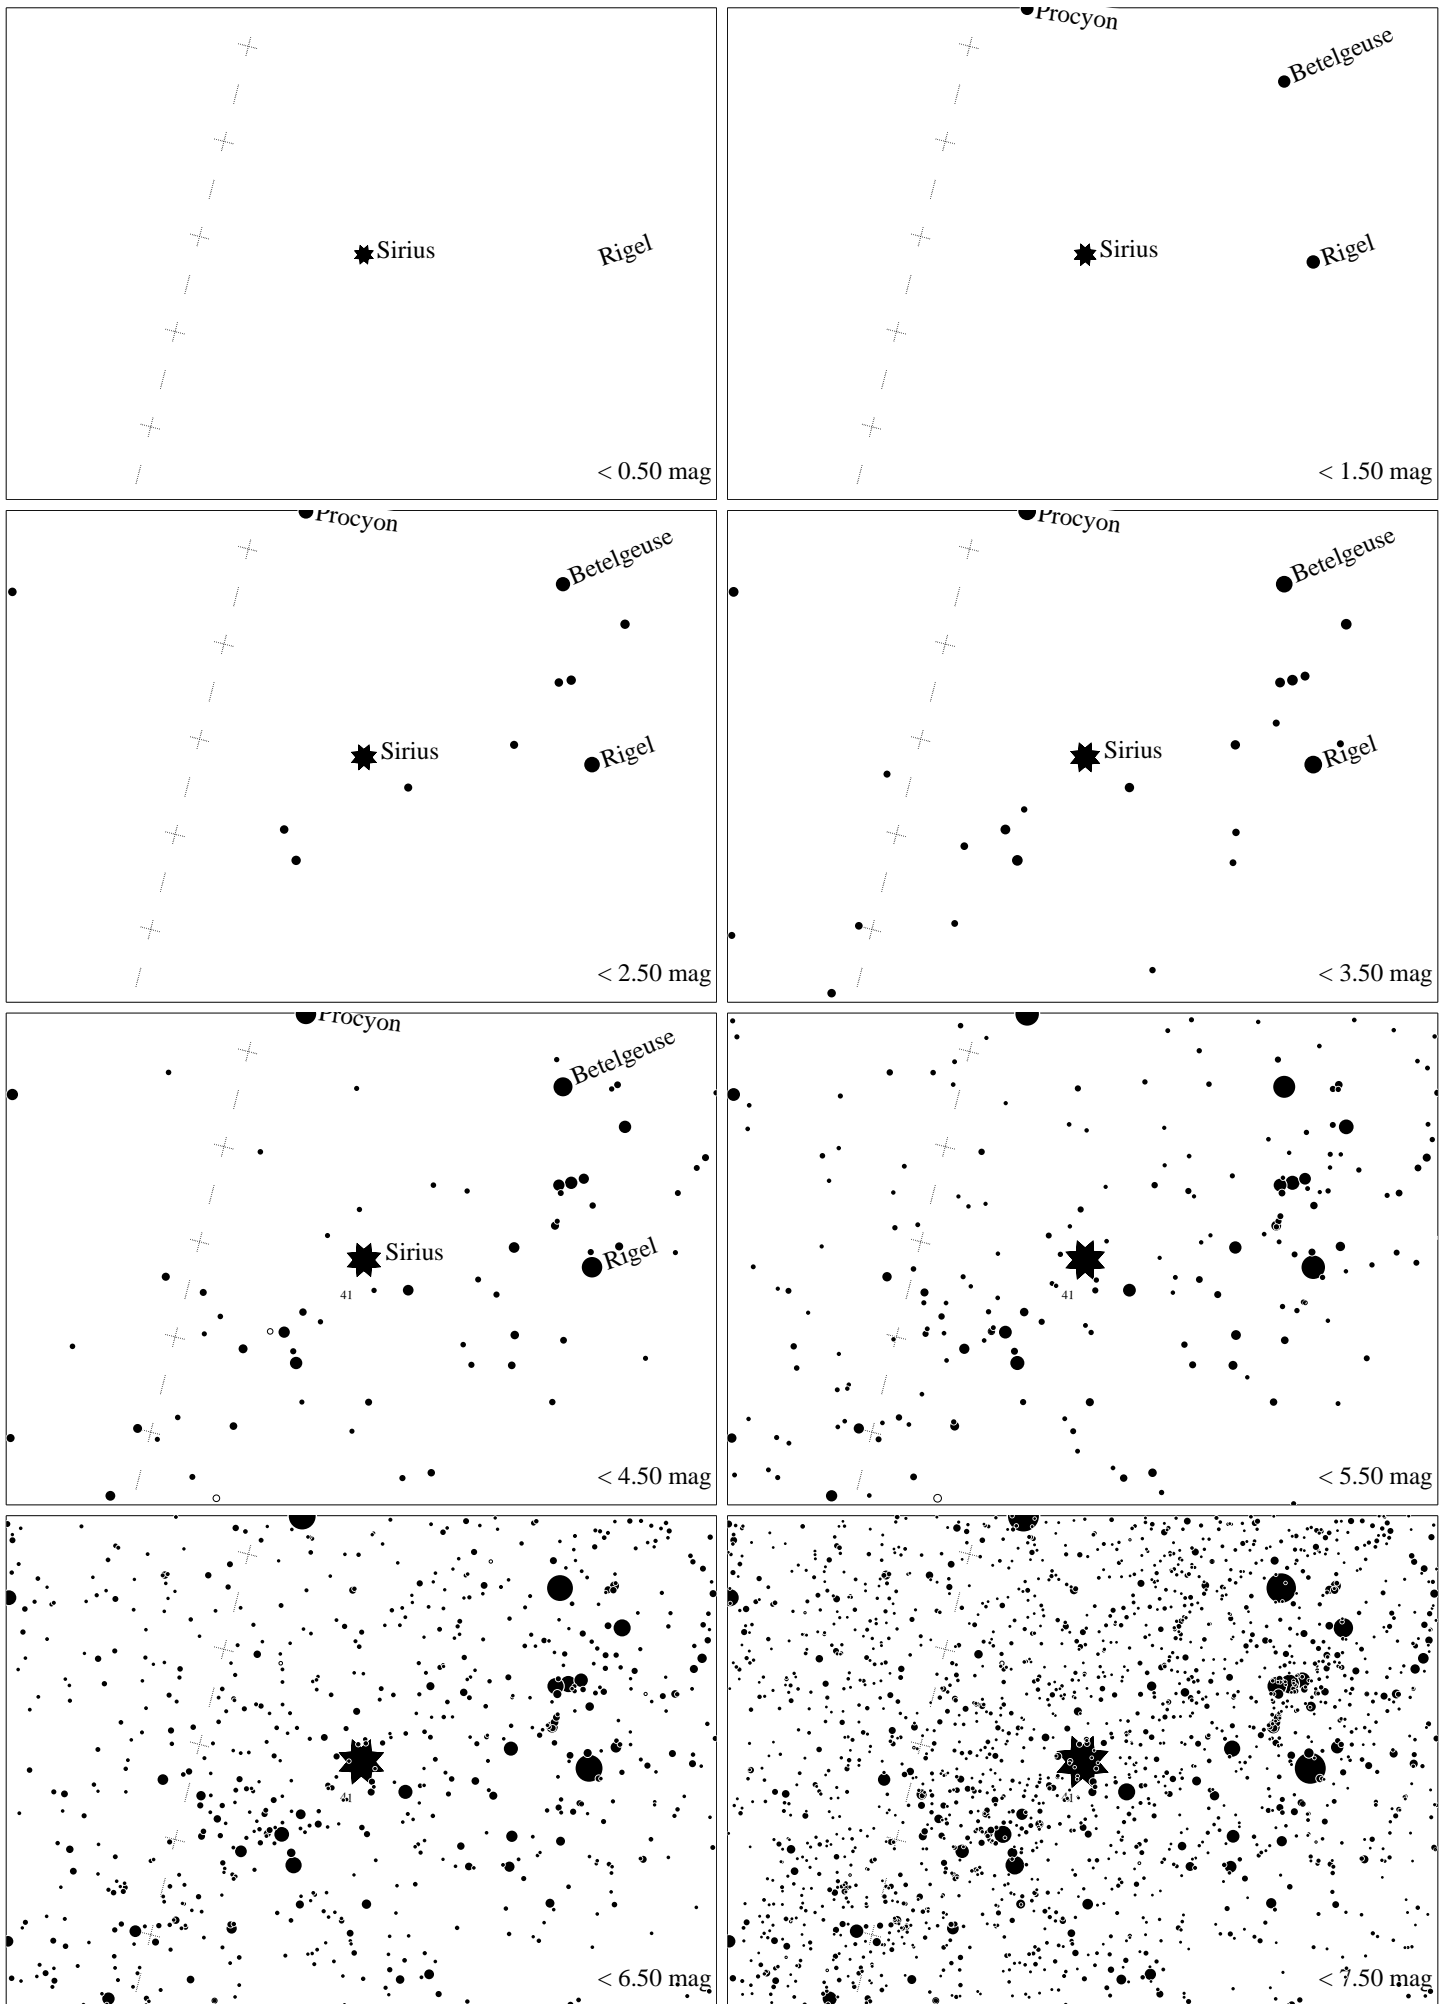 Sirius
Rigel
< 0.50 mag
Procyon
Betelgeuse
Sirius
Rigel
< 1.50 mag
Procyon
Betelgeuse
Sirius
Rigel
< 2.50 mag
Procyon
Betelgeuse
Sirius
Rigel
< 3.50 mag
Procyon
Betelgeuse
Sirius
Rigel
41
< 4.50 mag
41
< 5.50 mag
41
< 6.50 mag
41
< 7.50 mag